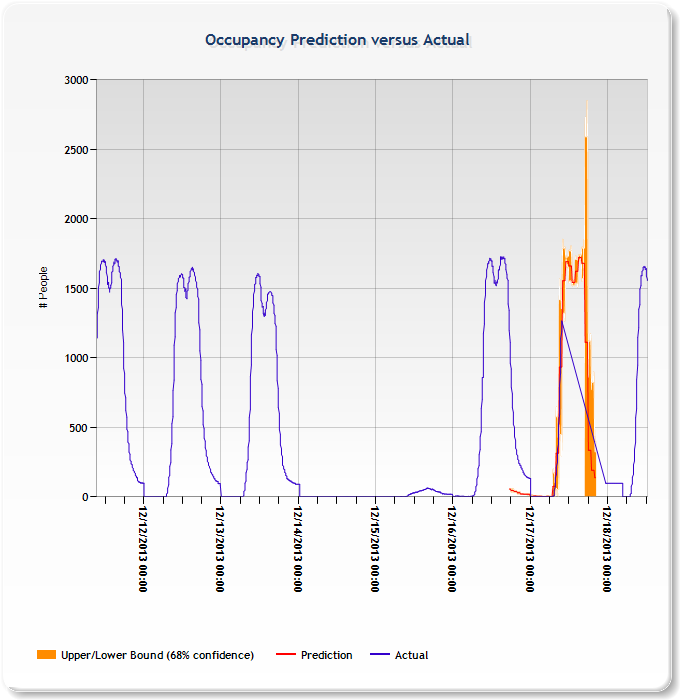 Occupancy Prediction versus Actual
3000
2500
2000
1500
1000
500
0
# People
12/12/2013 00:00
12/13/2013 00:00
12/14/2013 00:00
12/15/2013 00:00
12/16/2013 00:00
12/17/2013 00:00
12/18/2013 00:00
Upper/Lower Bound (68% confidence)
Prediction
Actual